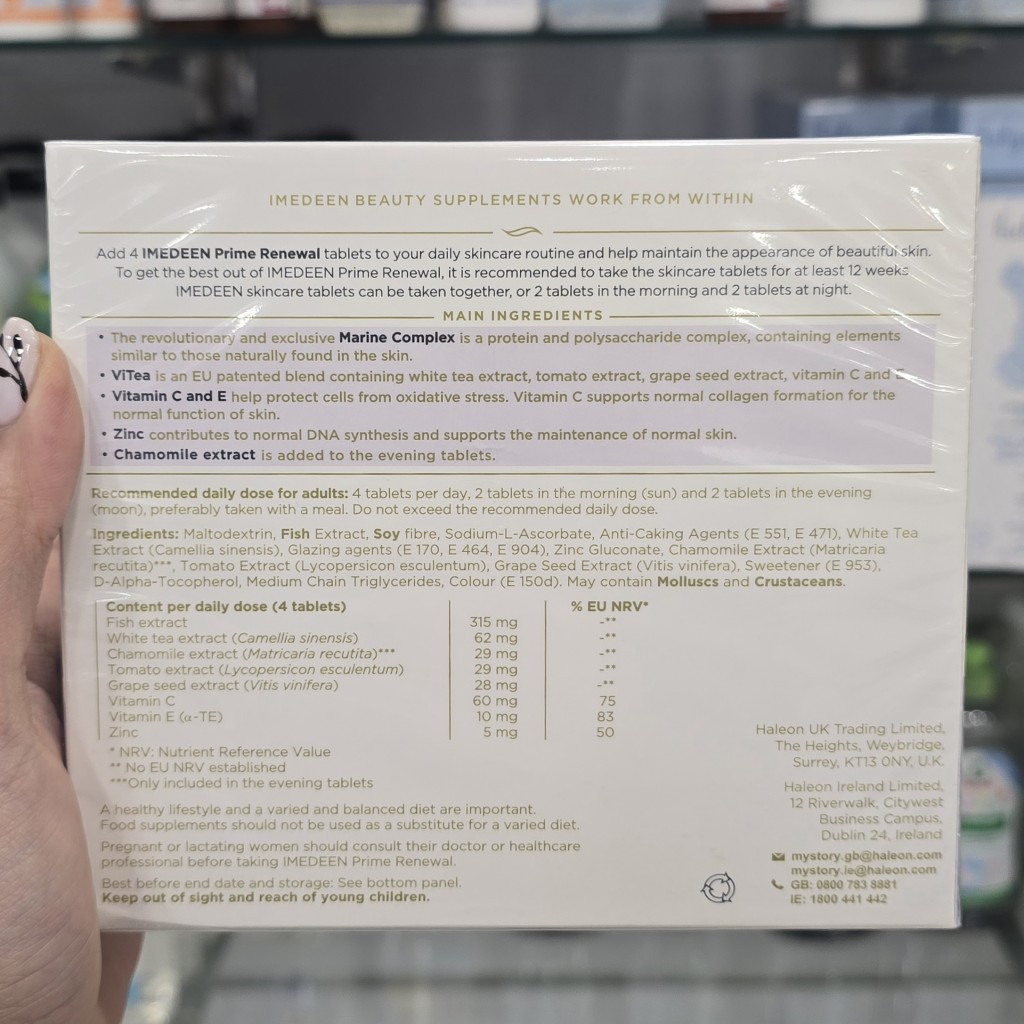 IMEDEEN BEAUTY SUPPLEMENTS WORK FROM WITHIN
Add 4 IMEDEEN Prime Renewal tablets to your daily skincare routine and help maintain the appearance of beautiful skin.
To get the best out of IMEDEEN Prime Renewal, it is recommended to take the skincare tablets for at least 12 weeks.
IMEDEEN skincare tablets can be taken together, or 2 tablets in the morning and 2 tablets at night.
MAIN INGREDIENTS
• The revolutionary and exclusive Marine Complex is a protein and polysaccharide complex, containing elements
similar to those naturally found in the skin.
• ViTea is an EU patented blend containing white tea extract, tomato extract, grape seed extract, vitamin C and E
• Vitamin C and E help protect cells from oxidative stress. Vitamin C supports normal collagen formation for the
normal function of skin.
• Zinc contributes to normal DNA synthesis and supports the maintenance of normal skin.
• Chamomile extract is added to the evening tablets.
Recommended daily dose for adults: 4 tablets per day, 2 tablets in the morning (sun) and 2 tablets in the evening
(moon), preferably taken with a meal. Do not exceed the recommended daily dose.
Ingredients: Maltodextrin, Fish Extract, Soy fibre, Sodium-L-Ascorbate, Anti-Caking Agents (E 551, E 471), White Tea
Extract (Camellia sinensis), Glazing agents (E 170, E 464, E 904), Zinc Gluconate, Chamomile Extract (Matricaria
recutita)***, Tomato Extract (Lycopersicon esculentum), Grape Seed Extract (Vitis vinifera), Sweetener (E 953),
D-Alpha-Tocopherol, Medium Chain Triglycerides, Colour (E 150d). May contain Molluscs and Crustaceans.
Content per daily dose (4 tablets) % EU NRV*
Fish extract 315 mg -**
White tea extract (Camellia sinensis) 62 mg -**
Chamomile extract (Matricaria recutita)*** 29 mg -**
Tomato extract (Lycopersicon esculentum) 29 mg -**
Grape seed extract (Vitis vinifera) 28 mg -**
Vitamin C 60 mg 75
Vitamin E (α-TE) 10 mg 83
Zinc 5 mg 50
* NRV: Nutrient Reference Value
** No EU NRV established
***Only included in the evening tablets
A healthy lifestyle and a varied and balanced diet are important.
Food supplements should not be used as a substitute for a varied diet.
Pregnant or lactating women should consult their doctor or healthcare
professional before taking IMEDEEN Prime Renewal.
Best before end date and storage: See bottom panel.
Keep out of sight and reach of young children.
Haleon UK Trading Limited,
The Heights, Weybridge,
Surrey, KT13 0NY, U.K.
Haleon Ireland Limited,
12 Riverwalk, Citywest
Business Campus,
Dublin 24, Ireland
mystory.gb@haleon.com
mystory.ie@haleon.com
GB: 0800 783 8881
IE: 1800 441 442